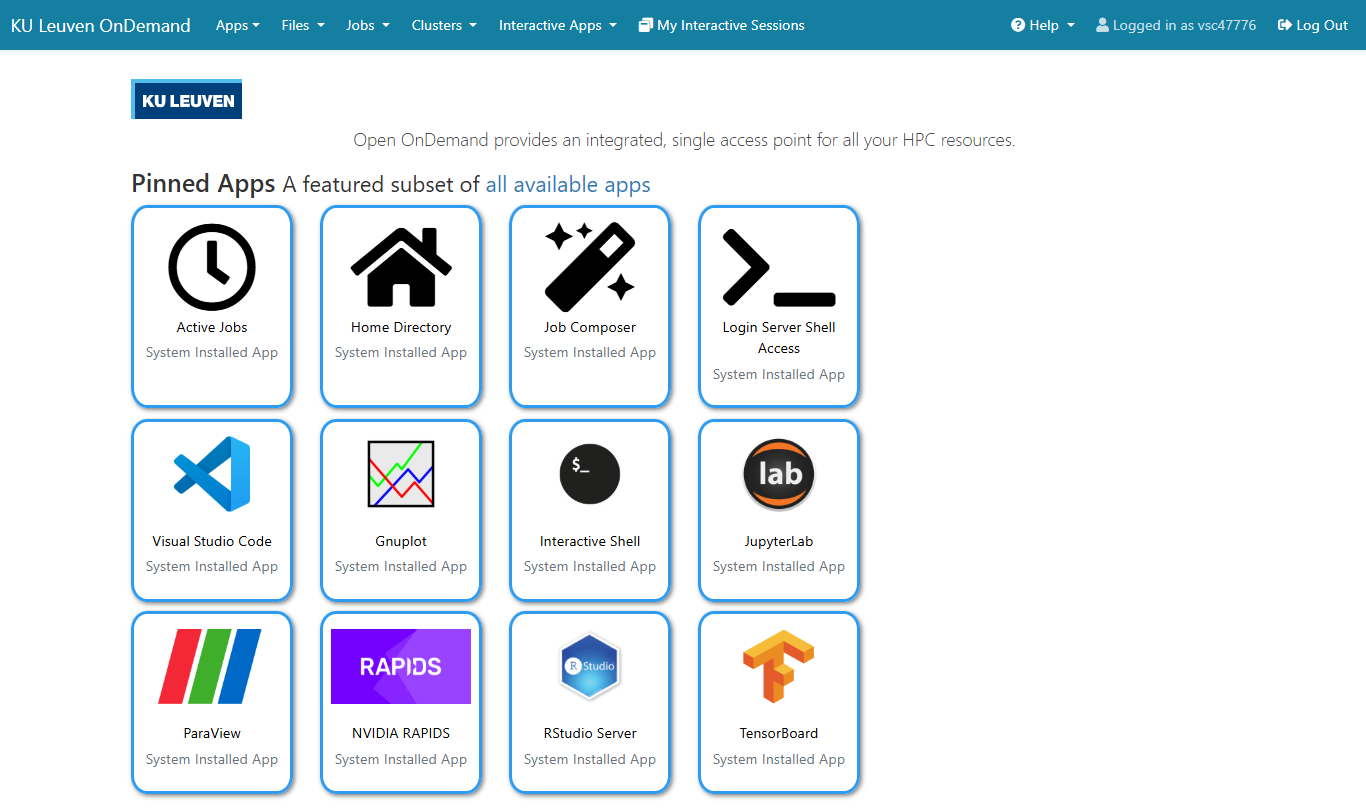 KU Leuven OnDemand Apps Files Jobs Clusters Interactive Apps My Interactive Sessions Help Logged in as vsc47776 Log Out
KU LEUVEN
Open OnDemand provides an integrated, single access point for all your HPC resources.
Pinned Apps A featured subset of all available apps
Active Jobs
System Installed App
Home Directory
System Installed App
Job Composer
System Installed App
Login Server Shell
Access
System Installed App
Visual Studio Code
System Installed App
Gnuplot
System Installed App
$_
Interactive Shell
System Installed App
lab
JupyterLab
System Installed App
ParaView
System Installed App
RAPIDS
NVIDIA RAPIDS
System Installed App
R Studio
RStudio Server
System Installed App
TensorBoard
System Installed App